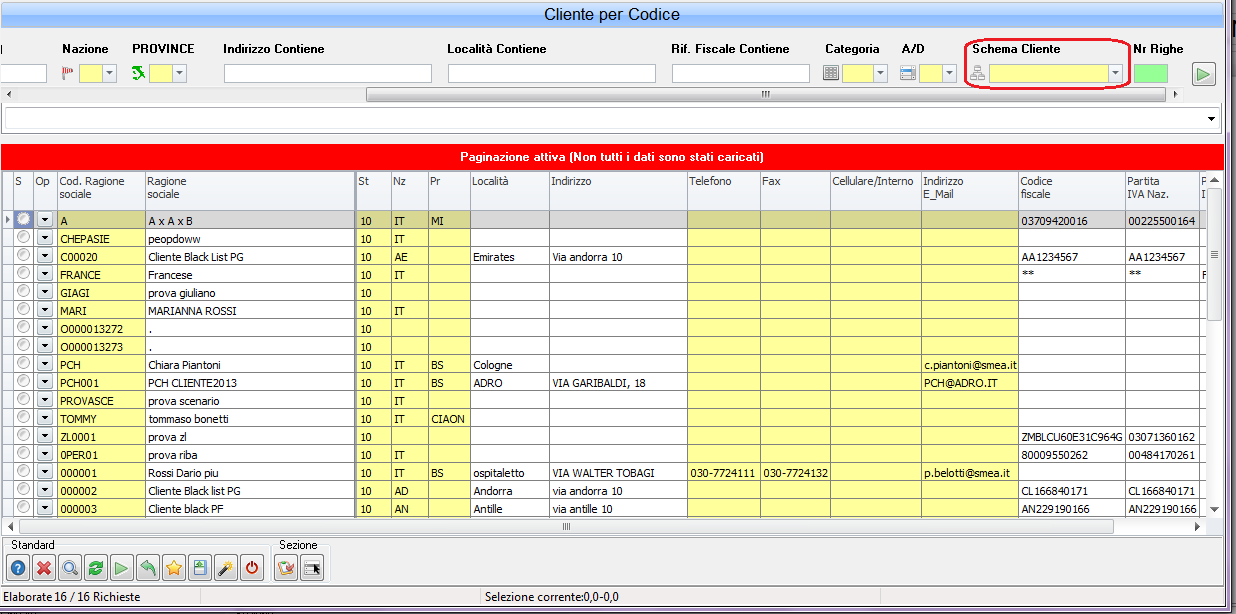 Cliente per Codice
Nazione PROVINCE Indirizzo Contiene Località Contiene Rif. Fiscale Contiene Categoria A/D Schema Cliente Nr Righe
Paginazione attiva (Non tutti i dati sono stati caricati)
S Op Cod. Ragione sociale Ragione sociale St Nz Pr Località Indirizzo Telefono Fax Cellulare/Interno Indirizzo E_Mail Codice fiscale Partita IVA Naz.
A A x A x B 10 IT MI 03709420016 00225500164
CHEPASIE peopdoww 10 IT
C00020 Cliente Black List PG 10 AE Emirates Via andorra 10 AA1234567 AA1234567
FRANCE Francese 10 IT ** ** F
GIAGI prova giuliano 10
MARI MARIANNA ROSSI 10 IT
O000013272 . 10
O000013273 . 10
PCH Chiara Piantoni 10 IT BS Cologne c.piantoni@smea.it
PCH001 PCH CLIENTE2013 10 IT BS ADRO VIA GARIBALDI, 18 PCH@ADRO.IT
PROVASCE prova scenario 10 IT
TOMMY tommaso bonetti 10 IT CIAON
ZL0001 prova zl 10 ZMBLCU60E31C964G 03071360162
0PER01 prova riba 10 IT 80009550262 00484170261
000001 Rossi Dario piu 10 IT BS ospitaletto VIA WALTER TOBAGI 030-7724111 030-7724132 p.belotti@smea.it
000002 Cliente Black list PG 10 AD Andorra via andorra 10 CL166840171 CL166840171
000003 Cliente black PF 10 AN Antille via antille 10 AN229190166 AN229190166
Standard Sezione
Elaborate 16 / 16 Richieste Selezione corrente:0,0-0,0